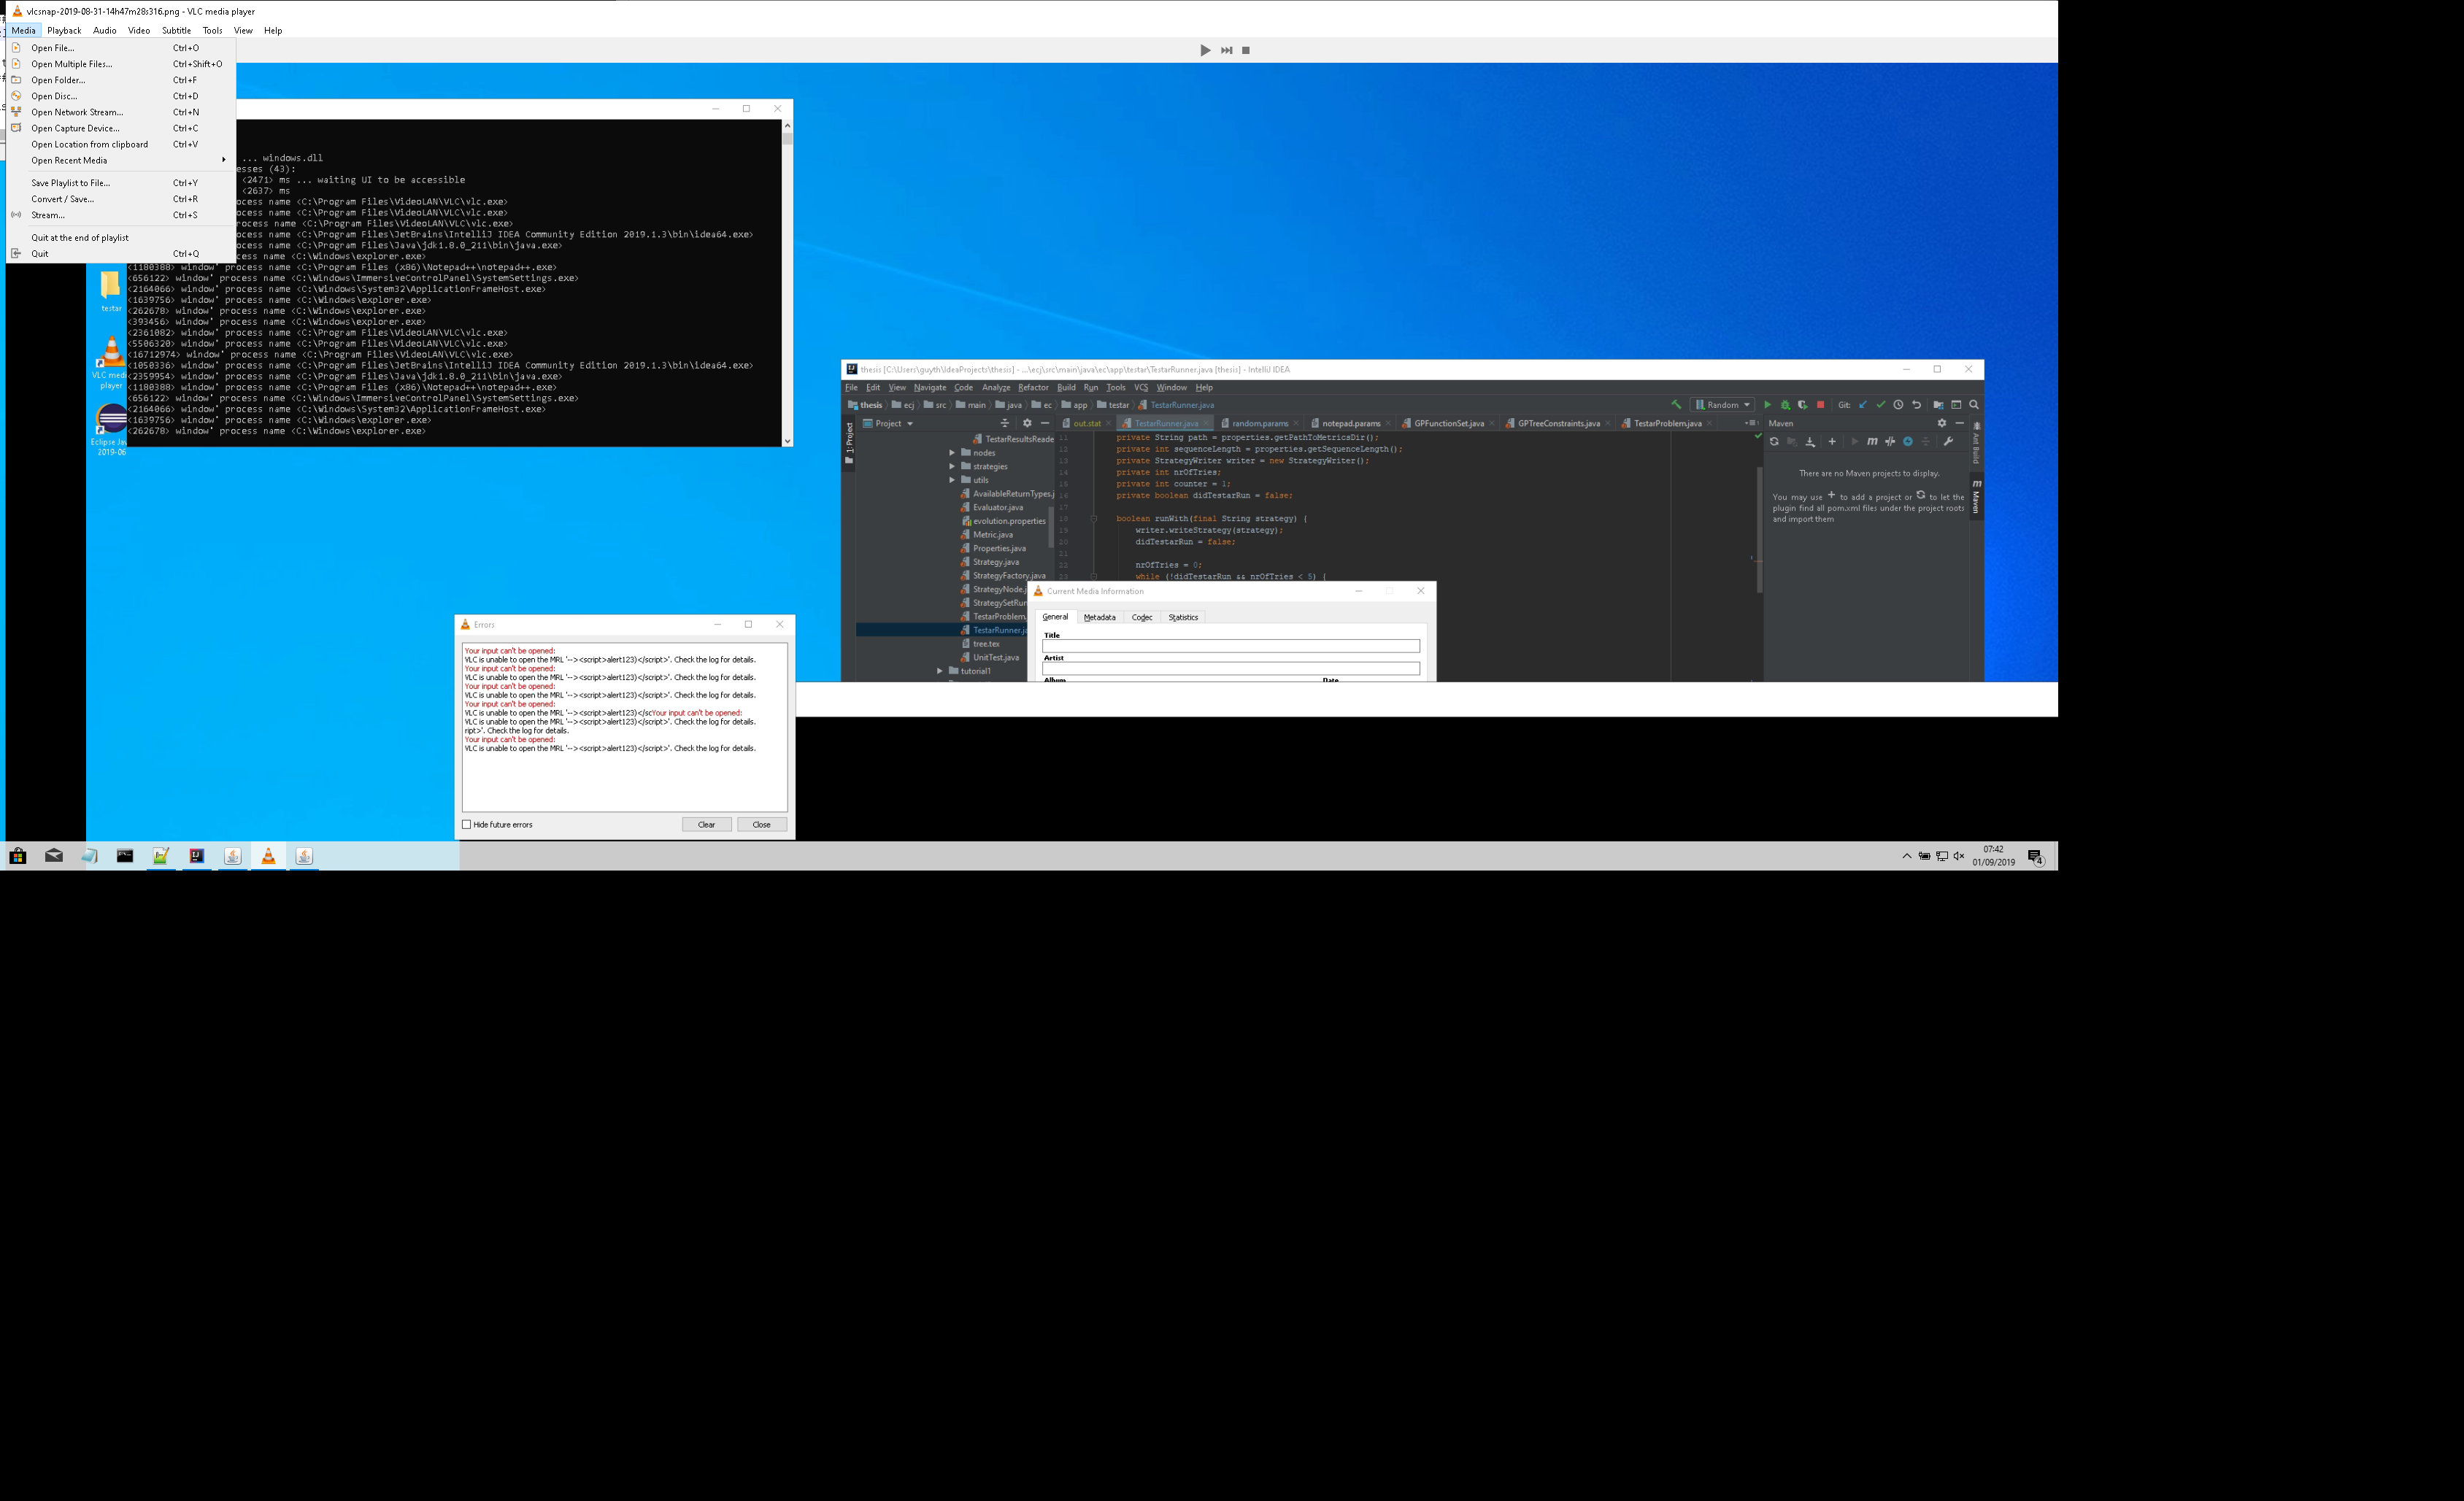 vlcsnap-2019-08-31-14h47m28s316.png - VLC media player
Media Playback Audio Video Subtitle Tools View Help
Open File... Ctrl+O
Open Multiple Files... Ctrl+Shift+O
Open Folder... Ctrl+F
Open Disc... Ctrl+D
Open Network Stream... Ctrl+N
Open Capture Device... Ctrl+C
Open Location from clipboard Ctrl+V
Open Recent Media
Save Playlist to File... Ctrl+Y
Convert / Save... Ctrl+R
Stream... Ctrl+S
Quit at the end of playlist
Quit Ctrl+Q
... windows.dll
esses (43):
<2471> ms ... waiting UI to be accessible
<2637> ms
ocess name <C:\Program Files\VideoLAN\VLC\vlc.exe>
ocess name <C:\Program Files\VideoLAN\VLC\vlc.exe>
ocess name <C:\Program Files\VideoLAN\VLC\vlc.exe>
ocess name <C:\Program Files\JetBrains\IntelliJ IDEA Community Edition 2019.1.3\bin\idea64.exe>
ocess name <C:\Program Files\Java\jdk1.8.0_211\bin\java.exe>
ocess name <C:\Windows\explorer.exe>
<1180388> window' process name <C:\Program Files (x86)\Notepad++\notepad++.exe>
<656122> window' process name <C:\Windows\ImmersiveControlPanel\SystemSettings.exe>
<2164066> window' process name <C:\Windows\System32\ApplicationFrameHost.exe>
<1639756> window' process name <C:\Windows\explorer.exe>
<262678> window' process name <C:\Windows\explorer.exe>
<393456> window' process name <C:\Windows\explorer.exe>
<2361082> window' process name <C:\Program Files\VideoLAN\VLC\vlc.exe>
<5506320> window' process name <C:\Program Files\VideoLAN\VLC\vlc.exe>
<16712974> window' process name <C:\Program Files\VideoLAN\VLC\vlc.exe>
<1050336> window' process name <C:\Program Files\JetBrains\IntelliJ IDEA Community Edition 2019.1.3\bin\idea64.exe>
<2359954> window' process name <C:\Program Files\Java\jdk1.8.0_211\bin\java.exe>
<1180388> window' process name <C:\Program Files (x86)\Notepad++\notepad++.exe>
<656122> window' process name <C:\Windows\ImmersiveControlPanel\SystemSettings.exe>
<2164066> window' process name <C:\Windows\System32\ApplicationFrameHost.exe>
<1639756> window' process name <C:\Windows\explorer.exe>
<262678> window' process name <C:\Windows\explorer.exe>
testar
VLC medi
player
Eclipse Jav
2019-06
thesis [C:\Users\guyth\IdeaProjects\thesis] - ...\ecj\src\main\java\ec\app\testar\TestarRunner.java [thesis] - IntelliJ IDEA
File Edit View Navigate Code Analyze Refactor Build Run Tools VCS Window Help
thesis ecj src main java ec app testar TestarRunner.java Random Git:
1: Project
Project
out.stat TestarRunner.java random.params notepad.params GPFunctionSet.java GPTreeConstraints.java TestarProblem.java
TestarResultsReade
nodes
strategies
utils
AvailableReturnTypes.j
Evaluator.java
evolution.properties
Metric.java
Properties.java
Strategy.java
StrategyFactory.java
StrategyNode.j
StrategySetRun
TestarProblem.
TestarRunner.ja
tree.tex
UnitTest.java
tutorial1
11 private String path = properties.getPathToMetricsDir();
12 private int sequenceLength = properties.getSequenceLength();
13 private StrategyWriter writer = new StrategyWriter();
14 private int nrOfTries;
15 private int counter = 1;
16 private boolean didTestarRun = false;
17
18 boolean runWith(final String strategy) {
19 writer.writeStrategy(strategy);
20 didTestarRun = false;
21
22 nrOfTries = 0;
23 while (!didTestarRun && nrOfTries < 5) {
Maven
There are no Maven projects to display.
You may use + to add a project or to let the
plugin find all pom.xml files under the project roots
and import them
Ant Build
Maven
Current Media Information
General Metadata Codec Statistics
Title
Artist
Album Date
Errors
Your input can't be opened:
VLC is unable to open the MRL '--><script>alert123)</script>'. Check the log for details.
Your input can't be opened:
VLC is unable to open the MRL '--><script>alert123)</script>'. Check the log for details.
Your input can't be opened:
VLC is unable to open the MRL '--><script>alert123)</script>'. Check the log for details.
Your input can't be opened:
VLC is unable to open the MRL '--><script>alert123)</scYour input can't be opened:
VLC is unable to open the MRL '--><script>alert123)</script>'. Check the log for details.
ript>'. Check the log for details.
Your input can't be opened:
VLC is unable to open the MRL '--><script>alert123)</script>'. Check the log for details.
Hide future errors Clear Close
07:42
01/09/2019
4